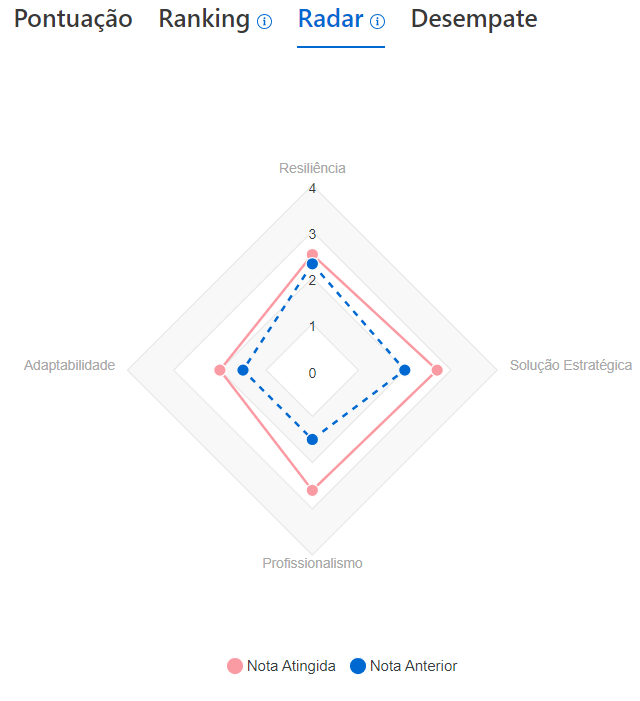 Pontuação Ranking Radar Desempate
Resiliência
4
3
2
1
0
Adaptabilidade
Solução Estratégica
Profissionalismo
Nota Atingida Nota Anterior